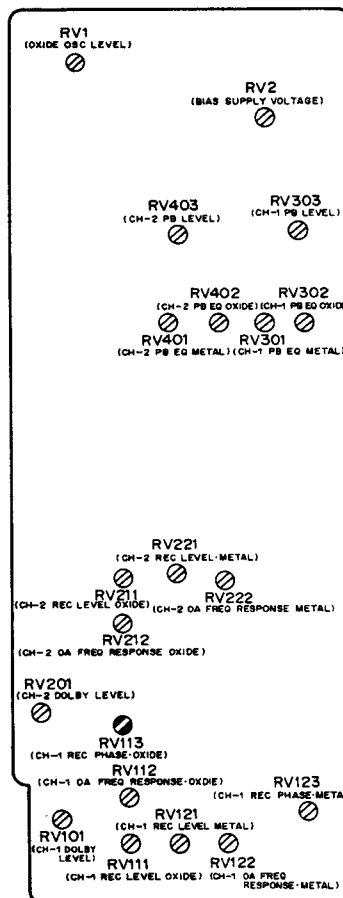 RV1
(OXIDE OSC LEVEL)
RV2
(BIAS SUPPLY VOLTAGE)
RV403
(CH-2 PB LEVEL)
RV303
(CH-1 PB LEVEL)
RV402
(CH-2 PB EQ OXIDE)
RV302
(CH-1 PB EQ OXIDE
RV401
(CH-2 PB EQ METAL)
RV301
(CH-1 PB EQ METAL)
RV221
(CH-2 REC LEVEL-METAL)
RV211
(CH-2 REC LEVEL OXIDE)
RV222
(CH-2 OA FREQ RESPONSE METAL)
RV212
(CH-2 OA FREQ RESPONSE OXIDE)
RV201
(CH-2 DOLBY LEVEL)
RV113
(CH-1 REC PHASE-OXIDE)
RV112
(CH-1 OA FREQ RESPONSE-OXDIE)
RV123
(CH-1 REC PHASE-META
RV101
(CH-1 DOLBY
LEVEL)
RV121
(CH-1 REC LEVEL METAL)
RV111
(CH-1 REC LEVEL OXIDE)
RV122
(CH-1 OA FREQ
RESPONSE-METAL)